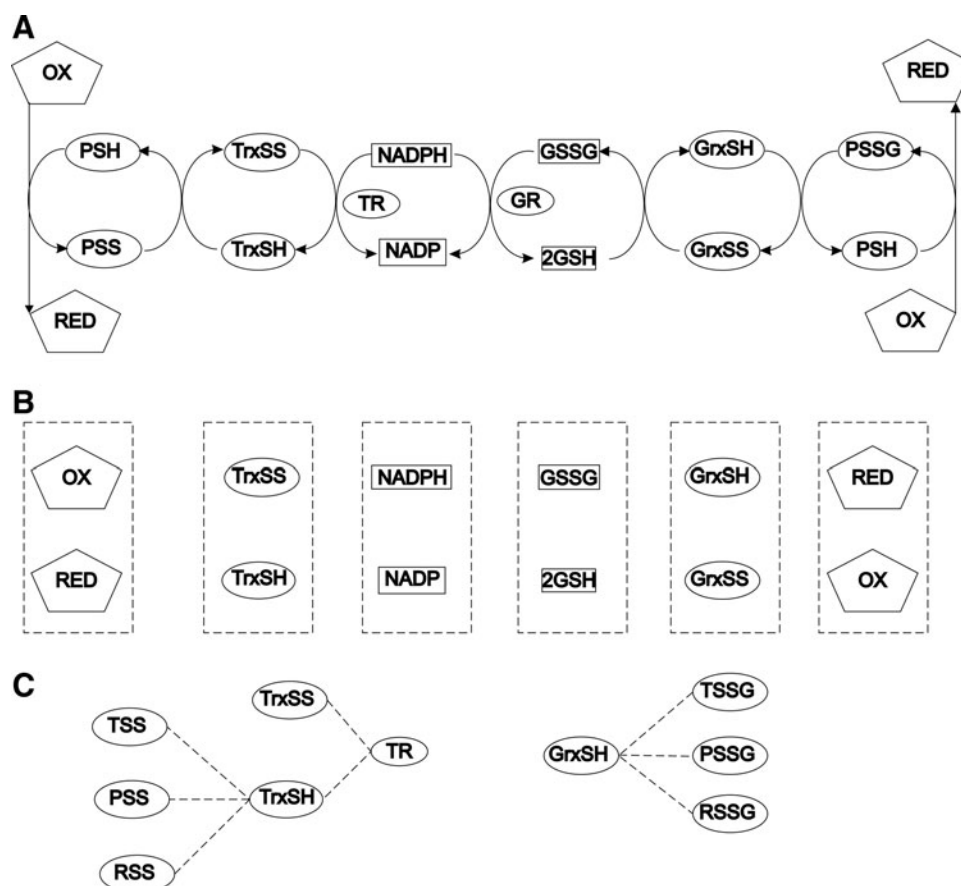 A
OX
RED
PSH
TrxSS
NADPH
GSSG
GrxSH
PSSG
TR
GR
PSS
TrxSH
NADP
2GSH
GrxSS
PSH
RED
OX
B
OX
TrxSS
NADPH
GSSG
GrxSH
RED
RED
TrxSH
NADP
2GSH
GrxSS
OX
C
TrxSS
TSSG
TSS
TR
GrxSH
PSSG
PSS
TrxSH
RSSG
RSS